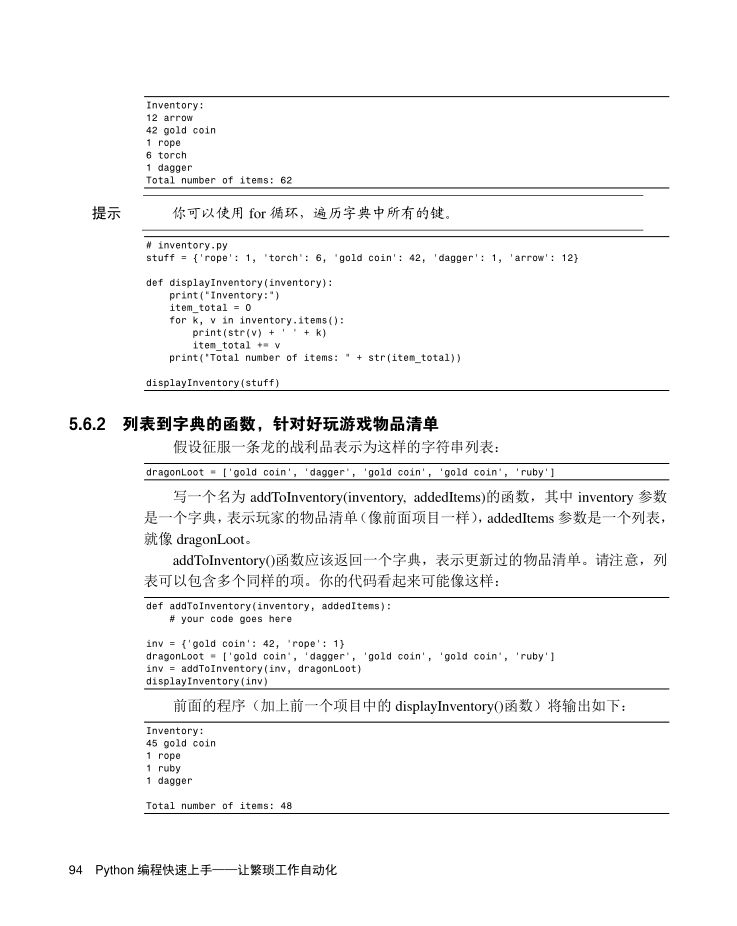 Inventory:
12 arrow
42 gold coin
1 rope
6 torch
1 dagger
Total number of items: 62
提示 你可以使用 for 循环，遍历字典中所有的键。
# inventory.py
stuff = {'rope': 1, 'torch': 6, 'gold coin': 42, 'dagger': 1, 'arrow': 12}
def displayInventory(inventory):
    print("Inventory:")
    item_total = 0
    for k, v in inventory.items():
        print(str(v) + ' ' + k)
        item_total += v
    print("Total number of items: " + str(item_total))
displayInventory(stuff)
5.6.2 列表到字典的函数，针对好玩游戏物品清单
假设征服一条龙的战利品表示为这样的字符串列表：
dragonLoot = ['gold coin', 'dagger', 'gold coin', 'gold coin', 'ruby']
写一个名为 addToInventory(inventory, addedItems)的函数，其中 inventory 参数
是一个字典，表示玩家的物品清单（像前面项目一样），addedItems 参数是一个列表，
就像 dragonLoot。
addToInventory()函数应该返回一个字典，表示更新过的物品清单。请注意，列
表可以包含多个同样的项。你的代码看起来可能像这样：
def addToInventory(inventory, addedItems):
    # your code goes here
inv = {'gold coin': 42, 'rope': 1}
dragonLoot = ['gold coin', 'dagger', 'gold coin', 'gold coin', 'ruby']
inv = addToInventory(inv, dragonLoot)
displayInventory(inv)
前面的程序（加上前一个项目中的 displayInventory()函数）将输出如下：
Inventory:
45 gold coin
1 rope
1 ruby
1 dagger
Total number of items: 48
94 Python 编程快速上手——让繁琐工作自动化